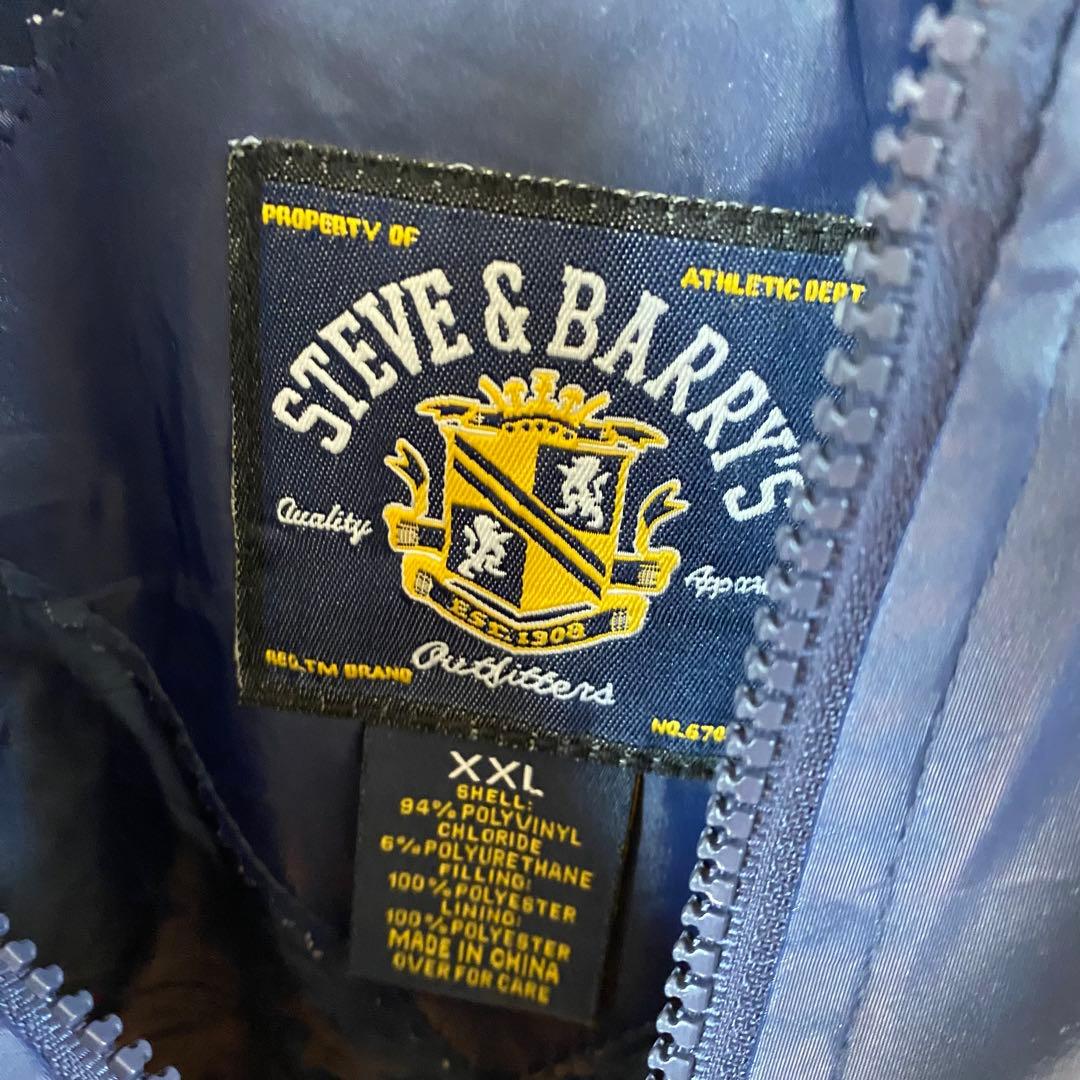 PROPERTY OF
ATHLETIC DEPT
STEVE & BARRY'S
Quality
EST. 1908
REG.TM BRAND
Outfitters
XXL
SHELL:
94% POLYVINYL
CHLORIDE
6% POLYURETHANE
FILLING:
100% POLYESTER
LINING:
100% POLYESTER
MADE IN CHINA
OVER FOR CARE